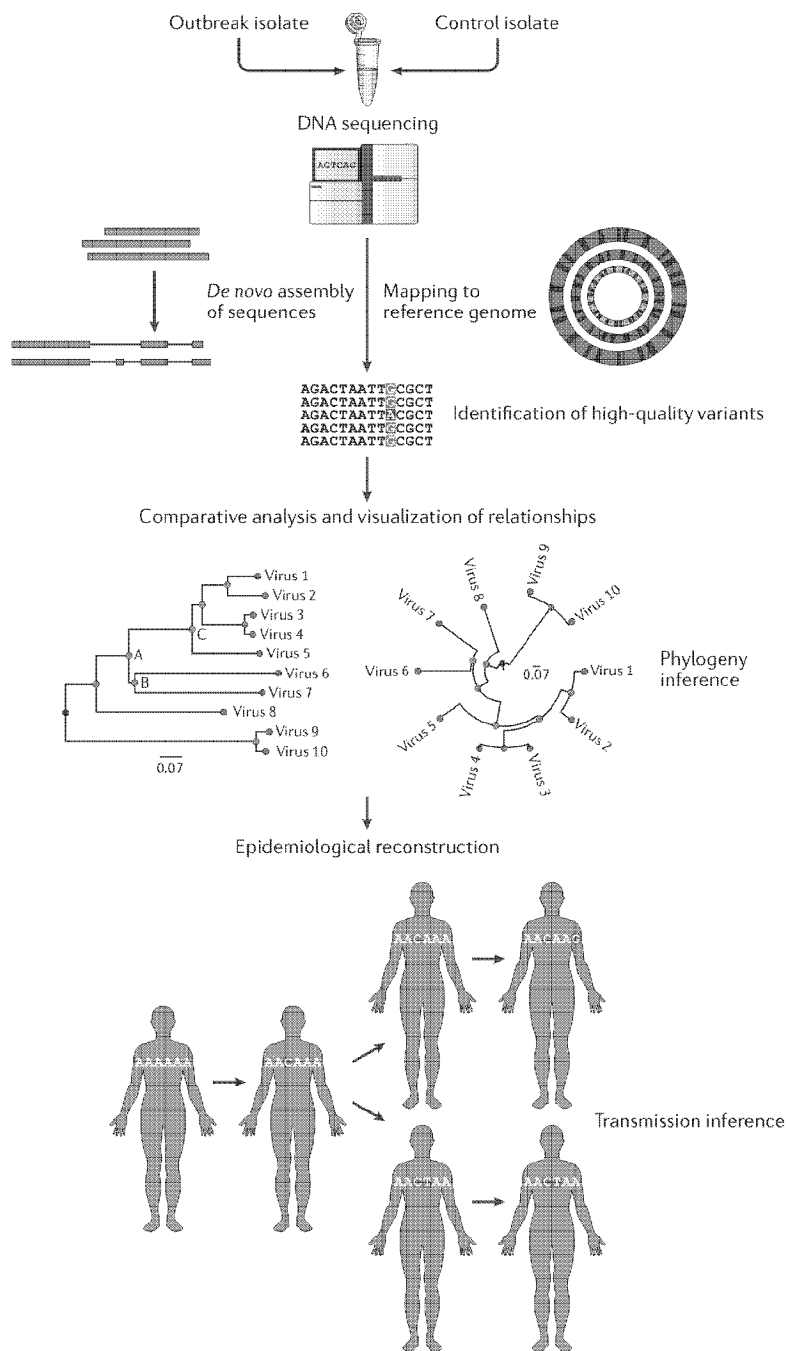 Outbreak isolate
Control isolate
DNA sequencing
AGTCAG
De novo assembly
of sequences
Mapping to
reference genome
AGACTAATTGCGCT
AGACTAATTGCGCT
AGACTAATTACGCT
AGACTAATTGCGCT
AGACTAATTGCGCT
Identification of high-quality variants
Comparative analysis and visualization of relationships
Virus 1
Virus 2
Virus 3
Virus 4
Virus 5
Virus 6
Virus 7
Virus 8
Virus 9
Virus 10
A
B
C
0.07
Virus 9
Virus 8
Virus 10
Virus 7
Virus 6
0.07
Virus 1
Virus 5
Virus 2
Virus 4
Virus 3
Phylogeny
inference
Epidemiological reconstruction
AACAAA
AACAAG
AAAAAA
AACAAA
Transmission inference
AACTAA
AACTAA